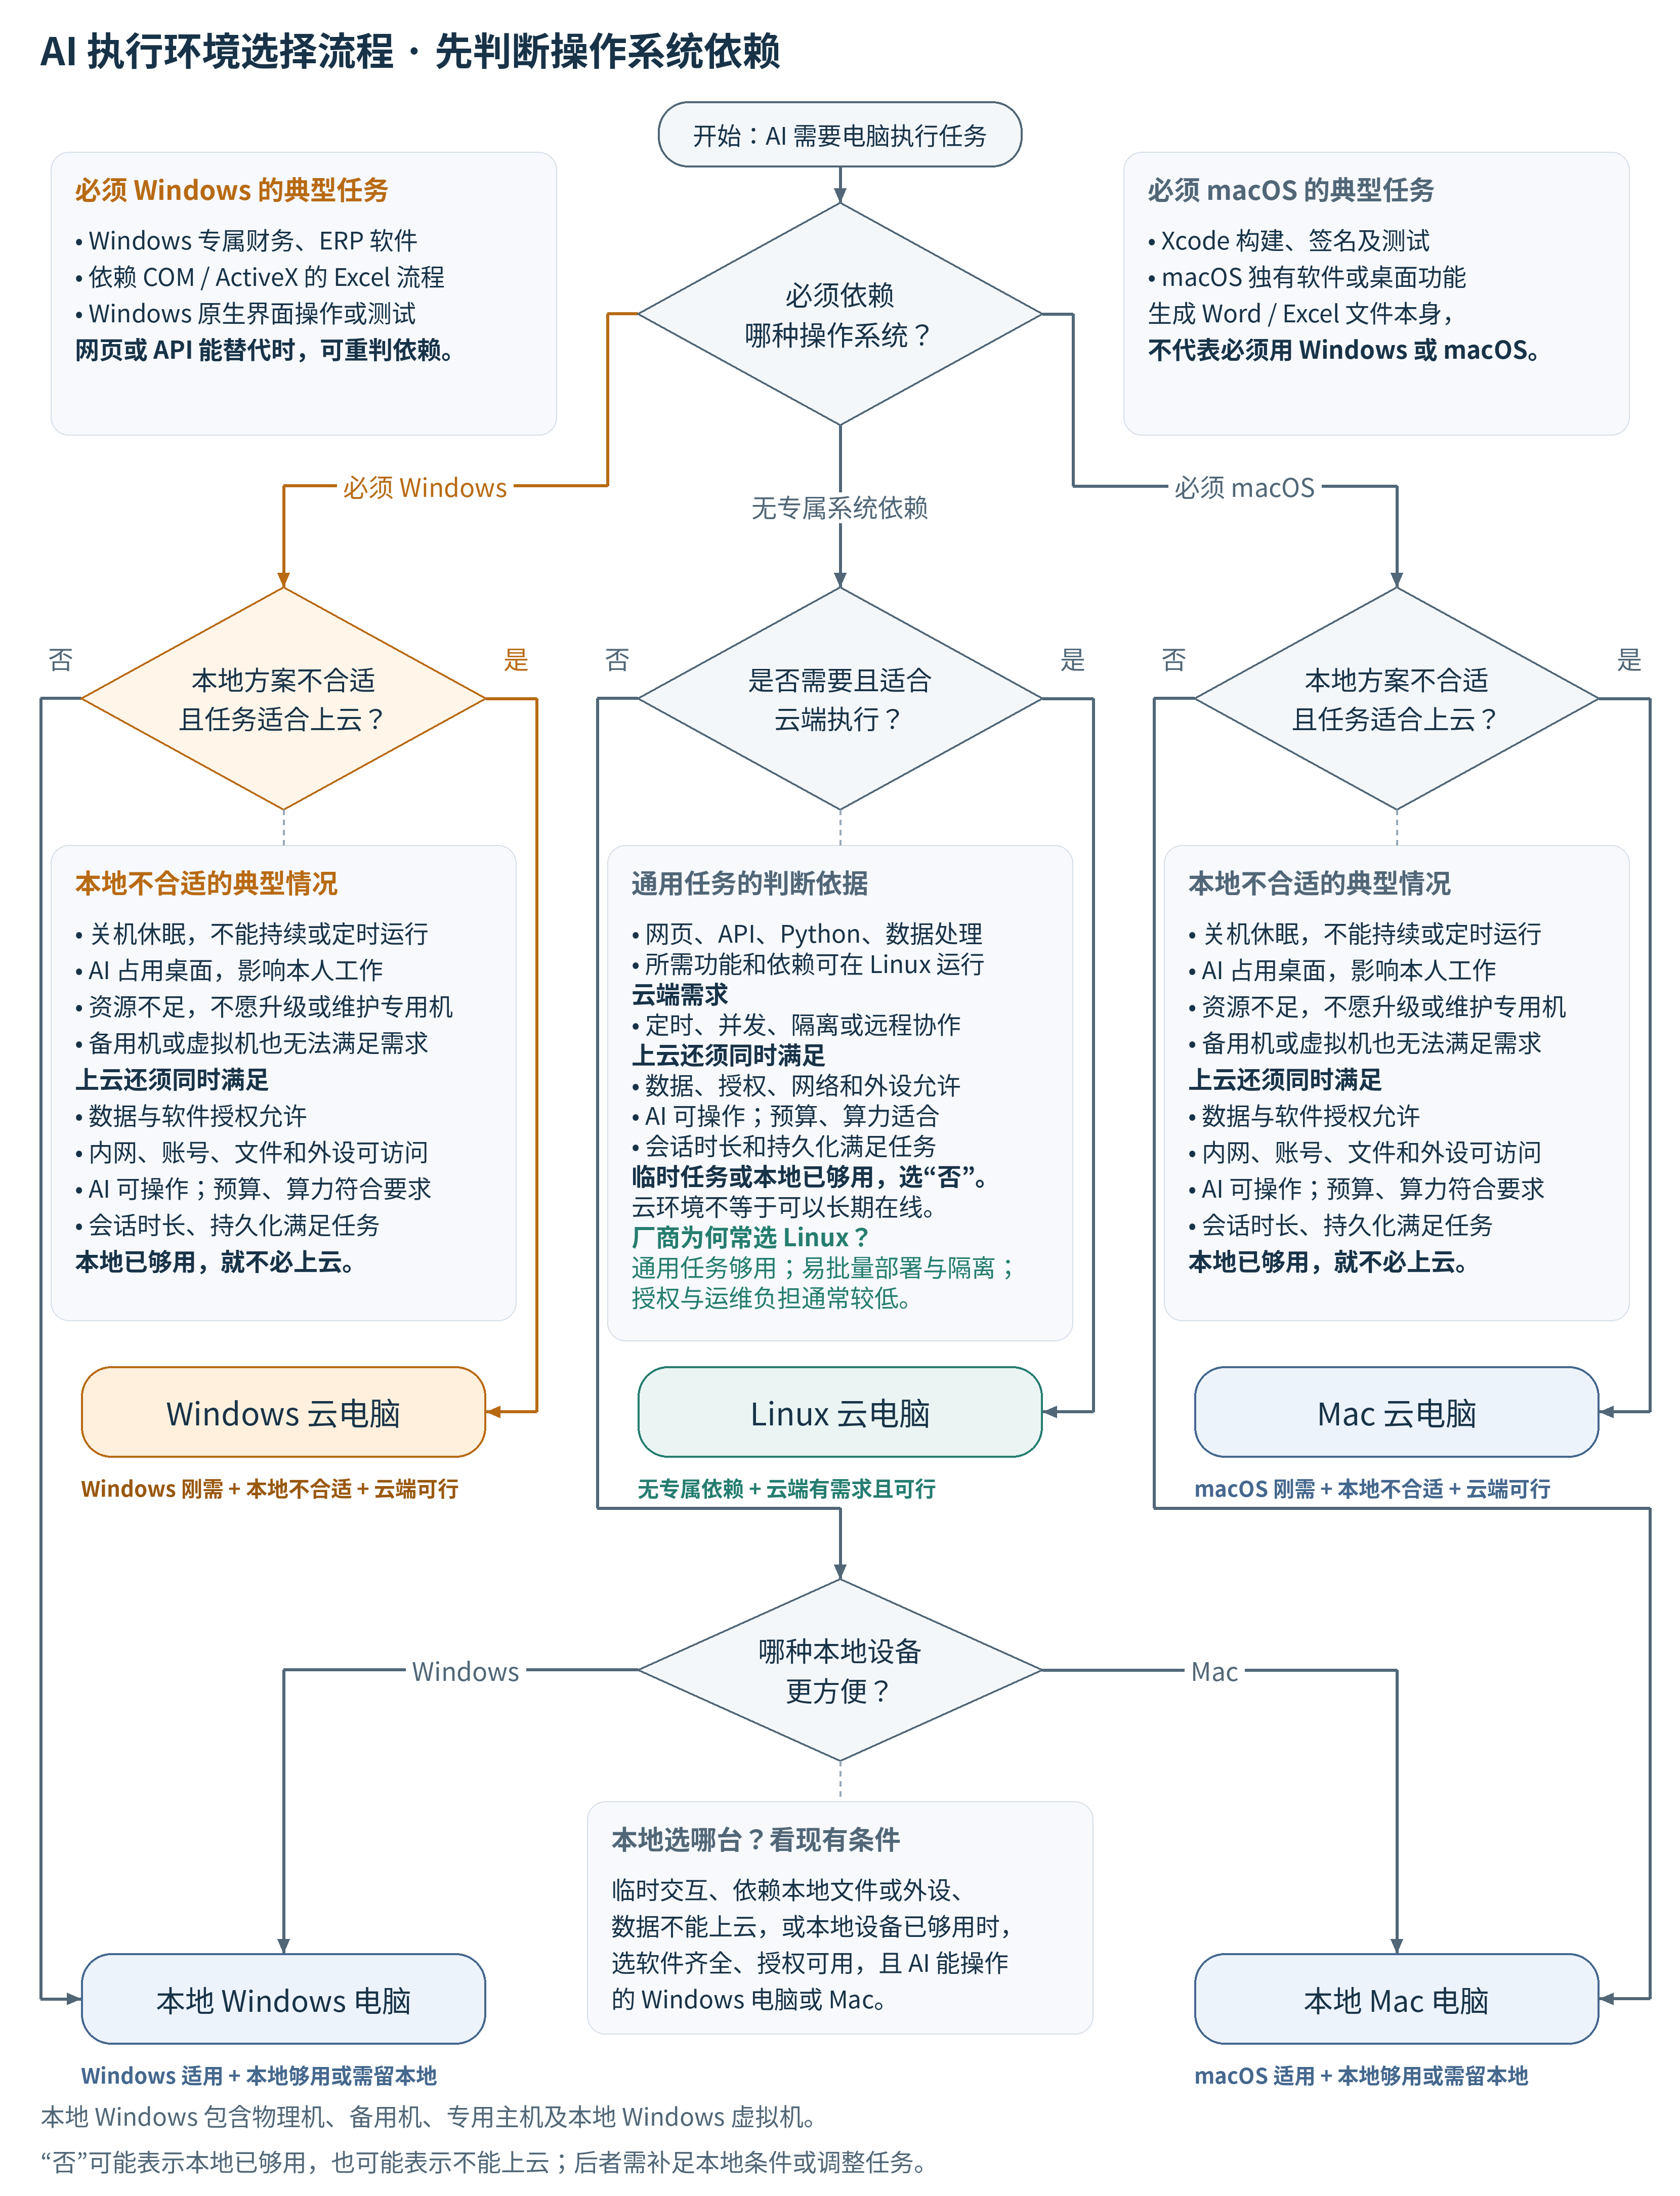 AI 执行环境选择流程 · 先判断操作系统依赖
开始：AI 需要电脑执行任务
必须 Windows 的典型任务
• Windows 专属财务、ERP 软件
• 依赖 COM / ActiveX 的 Excel 流程
• Windows 原生界面操作或测试
网页或 API 能替代时，可重判依赖。
必须 macOS 的典型任务
• Xcode 构建、签名及测试
• macOS 独有软件或桌面功能
生成 Word / Excel 文件本身，
不代表必须用 Windows 或 macOS。
必须依赖
哪种操作系统？
必须 Windows
无专属系统依赖
必须 macOS
否
本地方案不合适
且任务适合上云？
是
否
是否需要且适合
云端执行？
是
否
本地方案不合适
且任务适合上云？
是
本地不合适的典型情况
• 关机休眠，不能持续或定时运行
• AI 占用桌面，影响本人工作
• 资源不足，不愿升级或维护专用机
• 备用机或虚拟机也无法满足需求
上云还须同时满足
• 数据与软件授权允许
• 内网、账号、文件和外设可访问
• AI 可操作；预算、算力符合要求
• 会话时长、持久化满足任务
本地已够用，就不必上云。
通用任务的判断依据
• 网页、API、Python、数据处理
• 所需功能和依赖可在 Linux 运行
云端需求
• 定时、并发、隔离或远程协作
上云还须同时满足
• 数据、授权、网络和外设允许
• AI 可操作；预算、算力适合
• 会话时长和持久化满足任务
临时任务或本地已够用，选“否”。
云环境不等于可以长期在线。
厂商为何常选 Linux？
通用任务够用；易批量部署与隔离；
授权与运维负担通常较低。
本地不合适的典型情况
• 关机休眠，不能持续或定时运行
• AI 占用桌面，影响本人工作
• 资源不足，不愿升级或维护专用机
• 备用机或虚拟机也无法满足需求
上云还须同时满足
• 数据与软件授权允许
• 内网、账号、文件和外设可访问
• AI 可操作；预算、算力符合要求
• 会话时长、持久化满足任务
本地已够用，就不必上云。
Windows 云电脑
Windows 刚需 + 本地不合适 + 云端可行
Linux 云电脑
无专属依赖 + 云端有需求且可行
Mac 云电脑
macOS 刚需 + 本地不合适 + 云端可行
哪种本地设备
更方便？
Windows
Mac
本地选哪台？看现有条件
临时交互、依赖本地文件或外设、
数据不能上云，或本地设备已够用时，
选软件齐全、授权可用，且 AI 能操作
的 Windows 电脑或 Mac。
本地 Windows 电脑
Windows 适用 + 本地够用或需留本地
本地 Mac 电脑
macOS 适用 + 本地够用或需留本地
本地 Windows 包含物理机、备用机、专用主机及本地 Windows 虚拟机。
“否”可能表示本地已够用，也可能表示不能上云；后者需补足本地条件或调整任务。